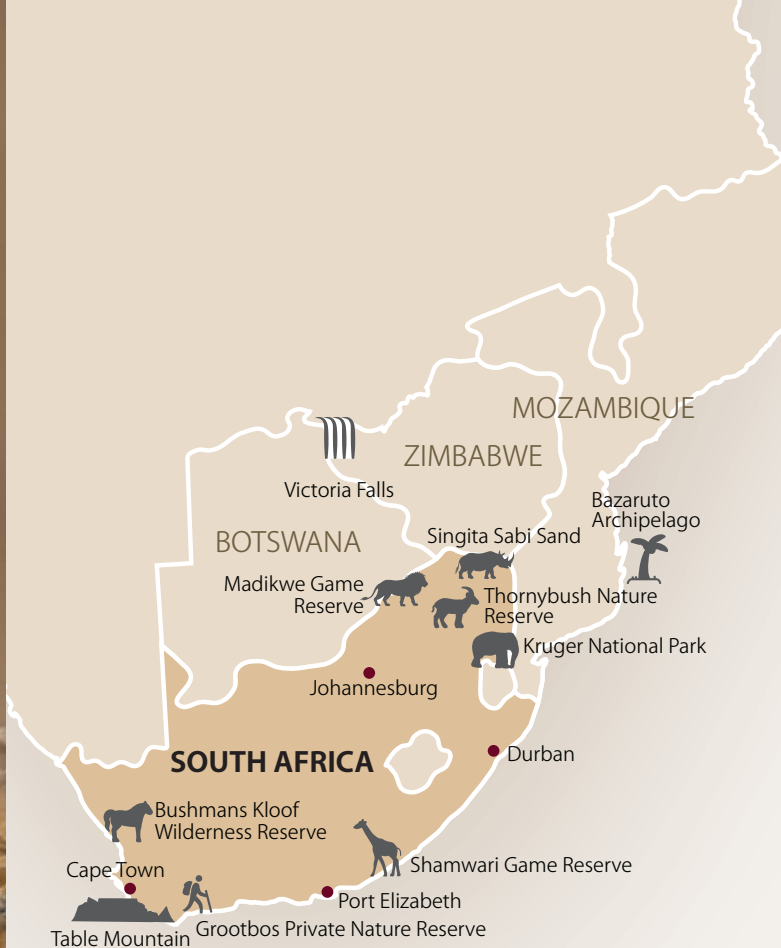 MOZAMBIQUE
ZIMBABWE
Victoria Falls
Bazaruto
Archipelago
BOTSWANA
Singita Sabi Sand
Madikwe Game
Reserve
Thornybush Nature
Reserve
Kruger National Park
Johannesburg
SOUTH AFRICA
Durban
Bushmans Kloof
Wilderness Reserve
Cape Town
Shamwari Game Reserve
Port Elizabeth
Grootbos Private Nature Reserve
Table Mountain